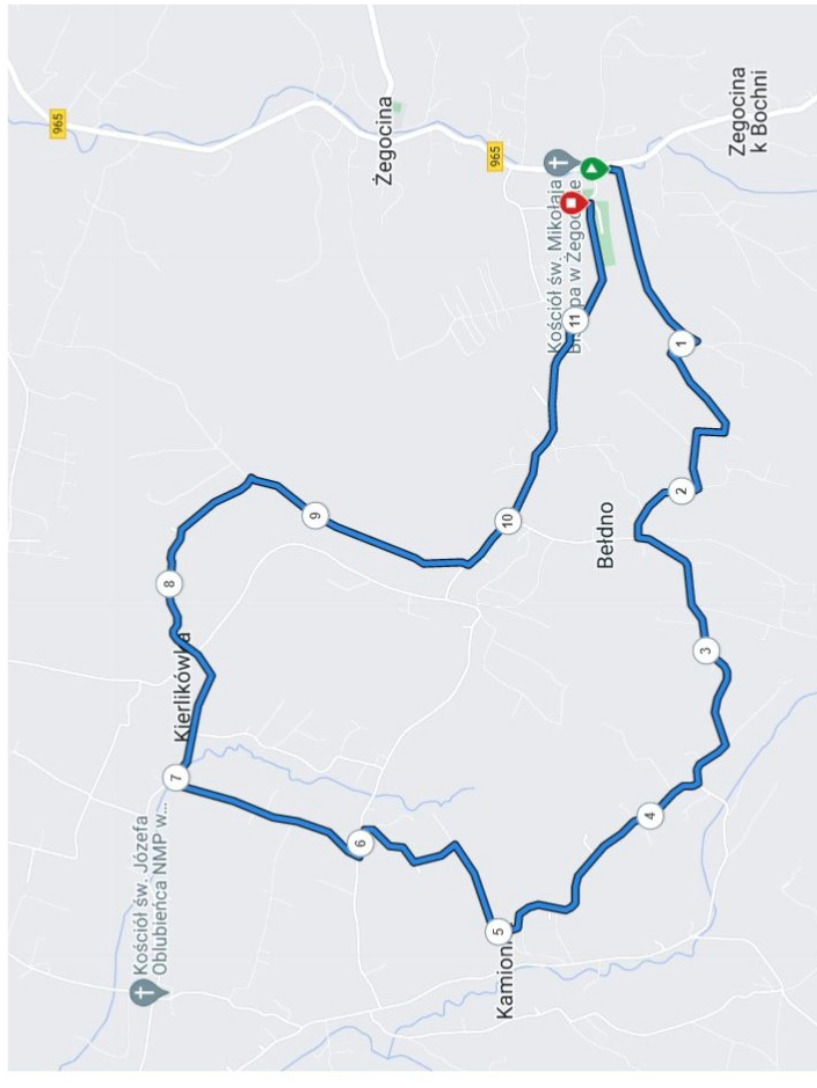 965
Kościół św. Józefa
Oblubieńca NMP w...
8
7
Kierlikówka
9
6
Żegocina
965
5
Kamion
10
Kościół św. Mikołaja
w
11
Bełdno
4
2
1
3
Zegocina
k Bochni